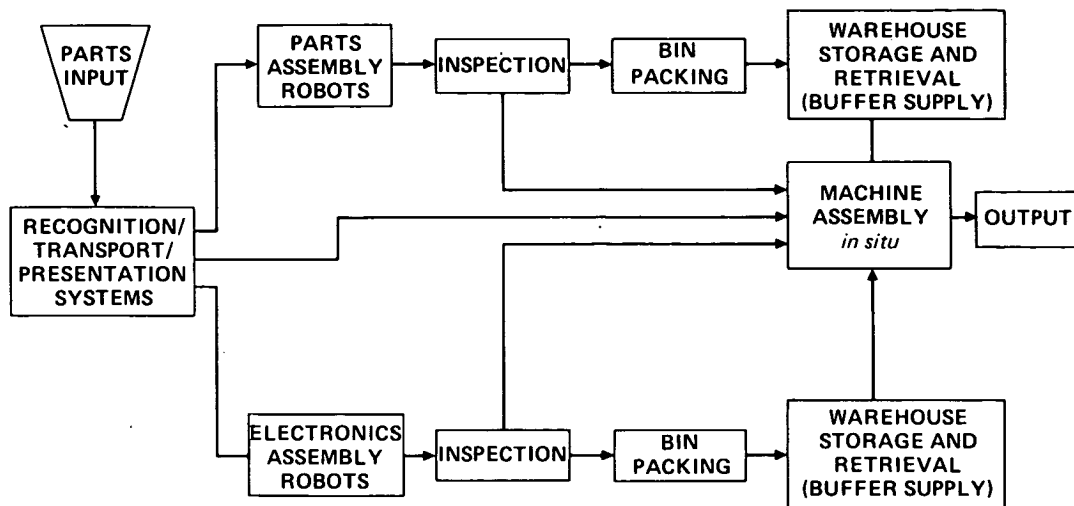 PARTS
INPUT
PARTS
ASSEMBLY
ROBOTS
INSPECTION
BIN
PACKING
WAREHOUSE
STORAGE AND
RETRIEVAL
(BUFFER SUPPLY)
RECOGNITION/
TRANSPORT/
PRESENTATION
SYSTEMS
MACHINE
ASSEMBLY
in situ
OUTPUT
ELECTRONICS
ASSEMBLY
ROBOTS
INSPECTION
BIN
PACKING
WAREHOUSE
STORAGE AND
RETRIEVAL
(BUFFER SUPPLY)